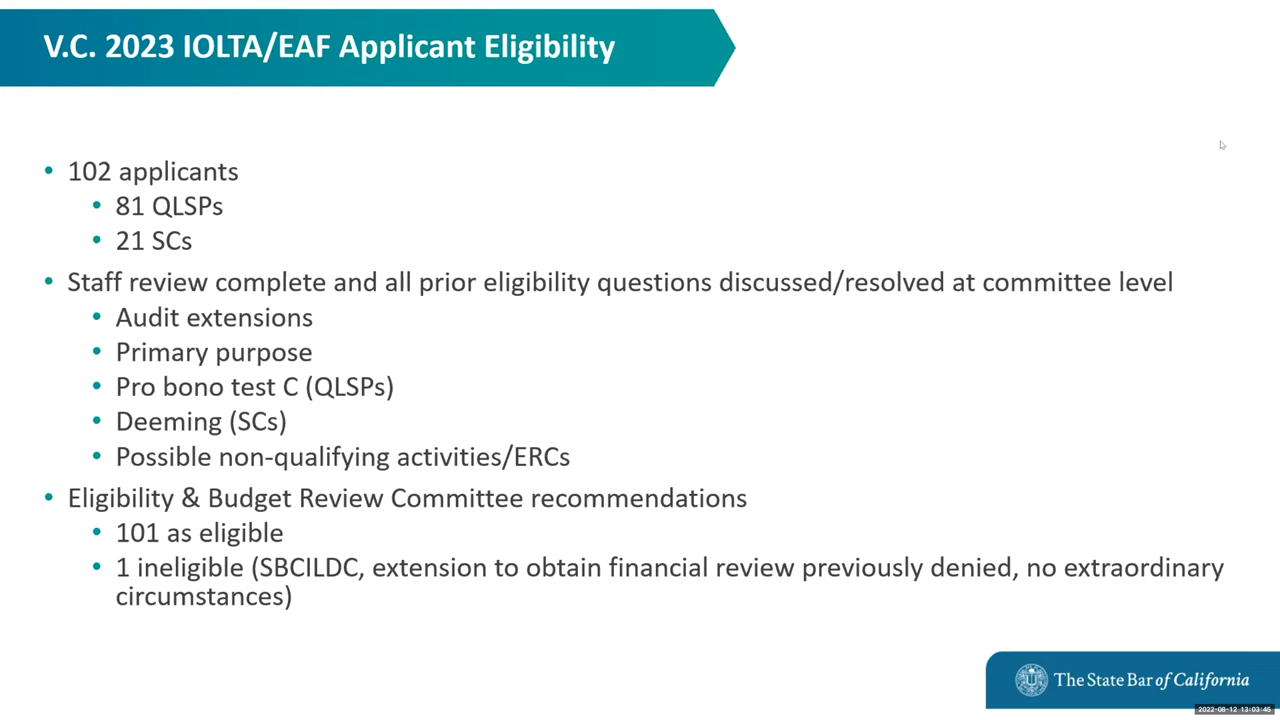 V.C. 2023 IOLTA/EAF Applicant Eligibility
• 102 applicants
• 81 QLSPs
• 21 SCs
• Staff review complete and all prior eligibility questions discussed/resolved at committee level
• Audit extensions
• Primary purpose
• Pro bono test C (QLSPs)
• Deeming (SCs)
• Possible non-qualifying activities/ERCs
• Eligibility & Budget Review Committee recommendations
• 101 as eligible
• 1 ineligible (SBCILDC, extension to obtain financial review previously denied, no extraordinary
circumstances)
The State Bar of California
2022-08-12 13:03:45